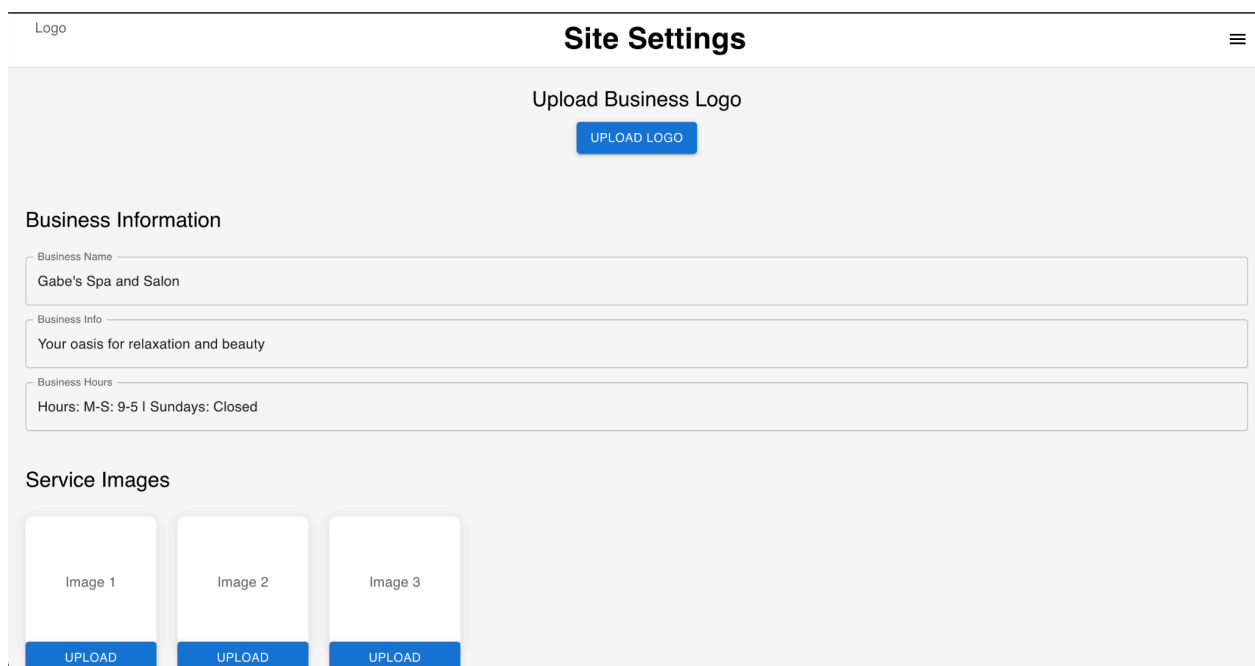 Logo
Site Settings
Upload Business Logo
UPLOAD LOGO
Business Information
Business Name
Gabe's Spa and Salon
Business Info
Your oasis for relaxation and beauty
Business Hours
Hours: M-S: 9-5 | Sundays: Closed
Service Images
Image 1 Image 2 Image 3
UPLOAD UPLOAD UPLOAD